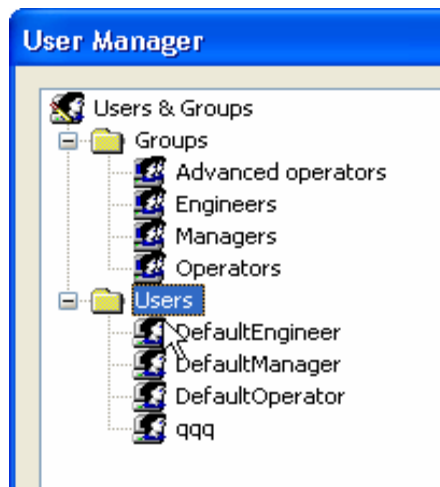 User Manager
Users & Groups
Groups
Advanced operators
Engineers
Managers
Operators
Users
DefaultEngineer
DefaultManager
DefaultOperator
qqq